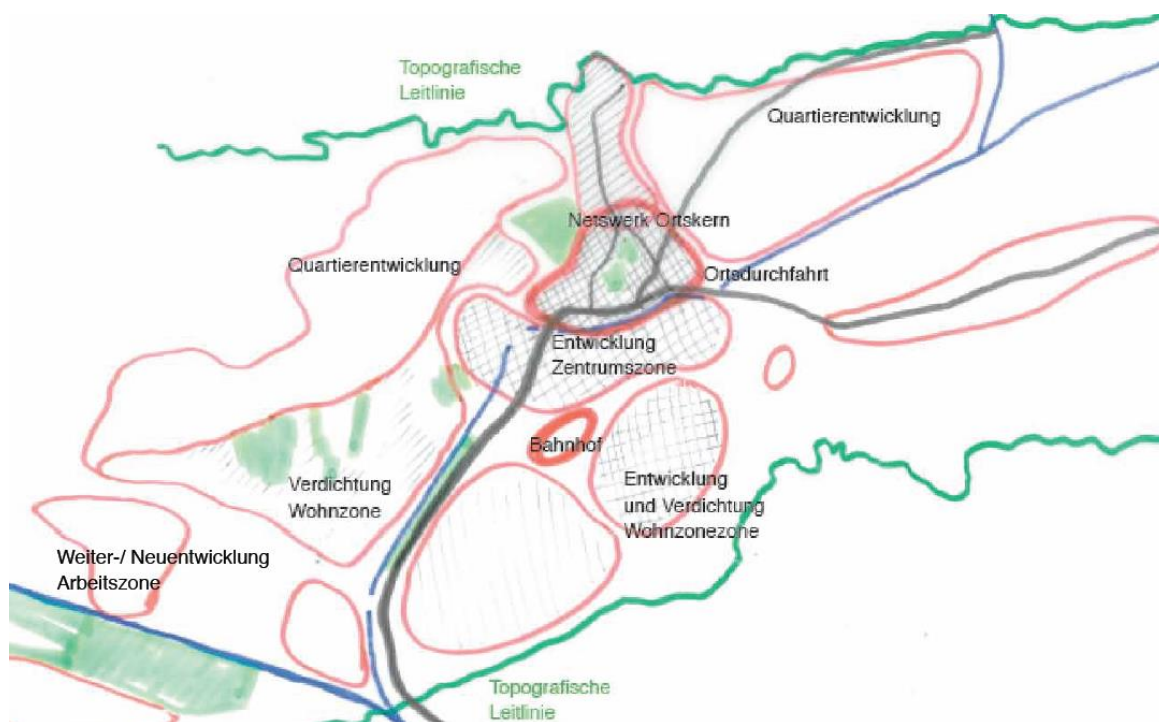 Topografische
Leitlinie
Quartierentwicklung
Netswerk Ortskern
Quartierentwicklung
Ortsdurchfahrt
Entwicklung
Zentrumszone
Bahnhof
Verdichtung
Wohnzone
Entwicklung
und Verdichtung
Wohnzonezone
Weiter-/ Neuentwicklung
Arbeitszone
Topografische
Leitlinie